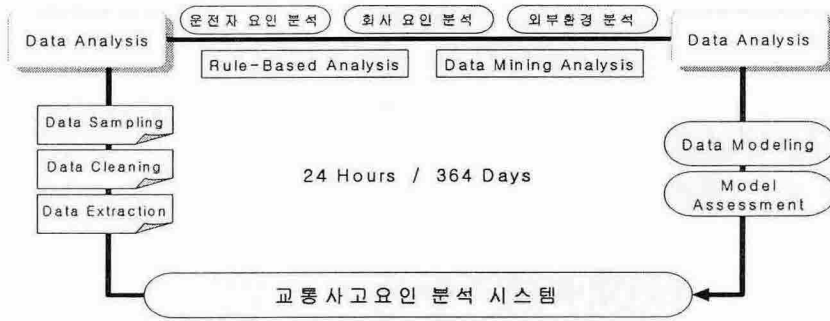 운전자 요인 분석
회사 요인 분석
외부환경 분석
Data Analysis
Data Analysis
Rule-Based Analysis
Data Mining Analysis
Data Sampling
Data Cleaning
Data Extraction
24 Hours / 364 Days
Data Modeling
Model
Assessment
교통사고요인 분석 시스템